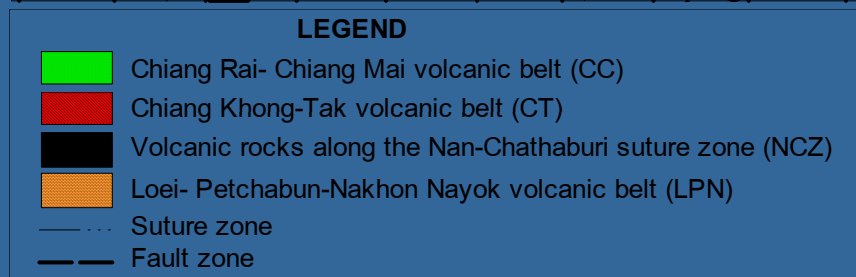 LEGEND
Chiang Rai- Chiang Mai volcanic belt (CC)
Chiang Khong-Tak volcanic belt (CT)
Volcanic rocks along the Nan-Chathaburi suture zone (NCZ)
Loei- Petchabun-Nakhon Nayok volcanic belt (LPN)
Suture zone
Fault zone